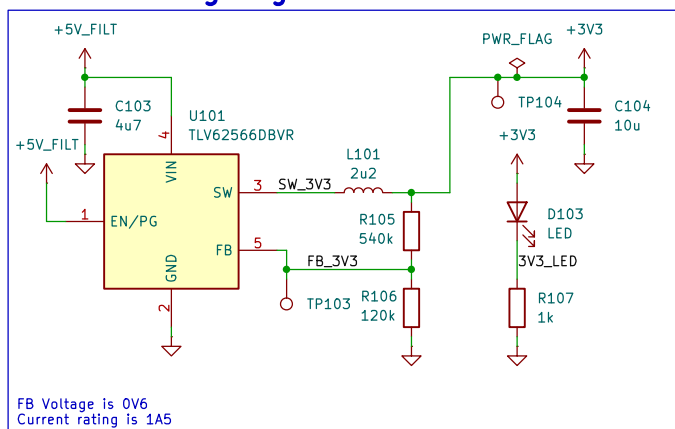 +5V_FILT
PWR_FLAG
+3V3
C103
4u7
U101
TLV62566DBVR
TP104
C104
10u
+5V_FILT
4
VIN
L101
2u2
+3V3
SW
3
SW_3V3
1
EN/PG
R105
540k
D103
LED
FB
5
FB_3V3
3V3_LED
GND
2
TP103
R106
120k
R107
1k
FB Voltage is 0V6
Current rating is 1A5